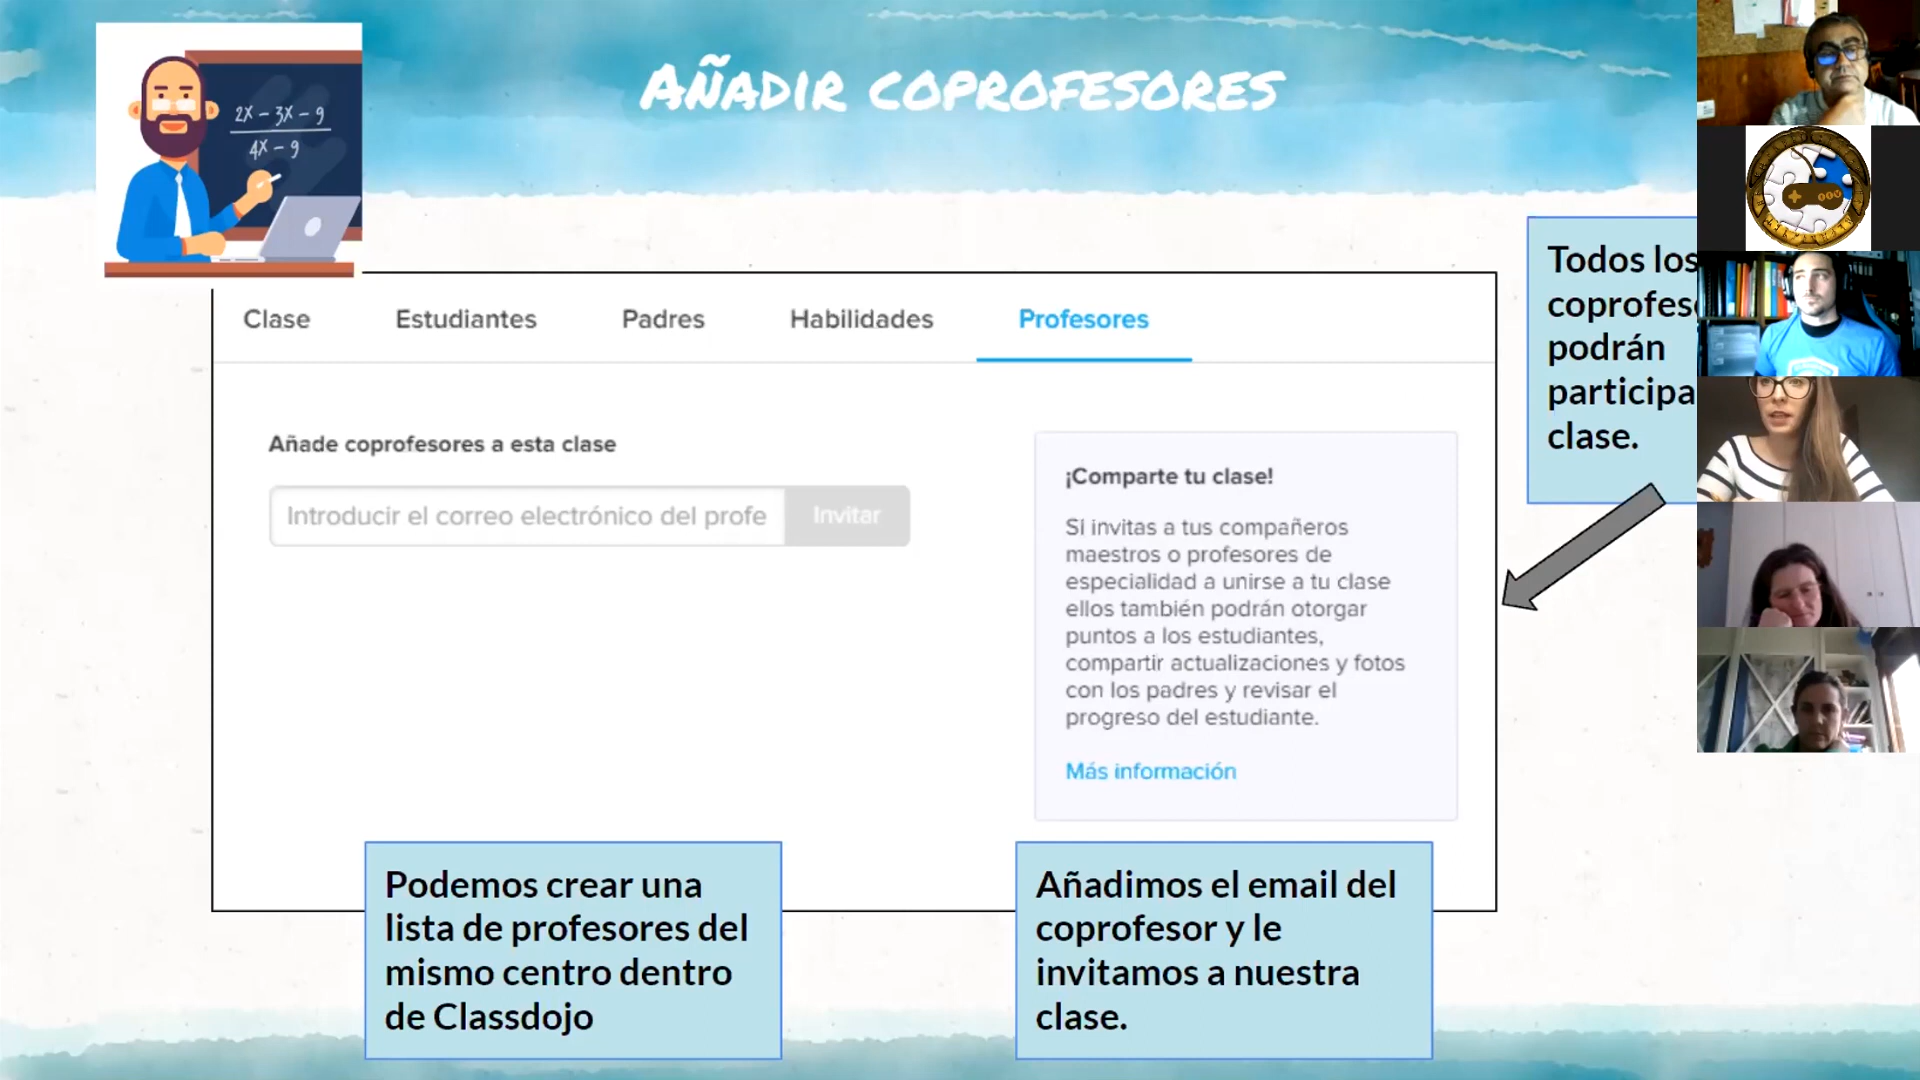 Añadir coprofesores
2x - 3x - 9
4x - 9
Clase Estudiantes Padres Habilidades Profesores
Añade coprofesores a esta clase
Introducir el correo electrónico del profe Invitar
¡Comparte tu clase!
Si invitas a tus compañeros
maestros o profesores de
especialidad a unirse a tu clase
ellos también podrán otorgar
puntos a los estudiantes,
compartir actualizaciones y fotos
con los padres y revisar el
progreso del estudiante.
Más información
Todos los
podrán
clase.
Podemos crear una
lista de profesores del
mismo centro dentro
de Classdojo
Añadimos el email del
coprofesor y le
invitamos a nuestra
clase.